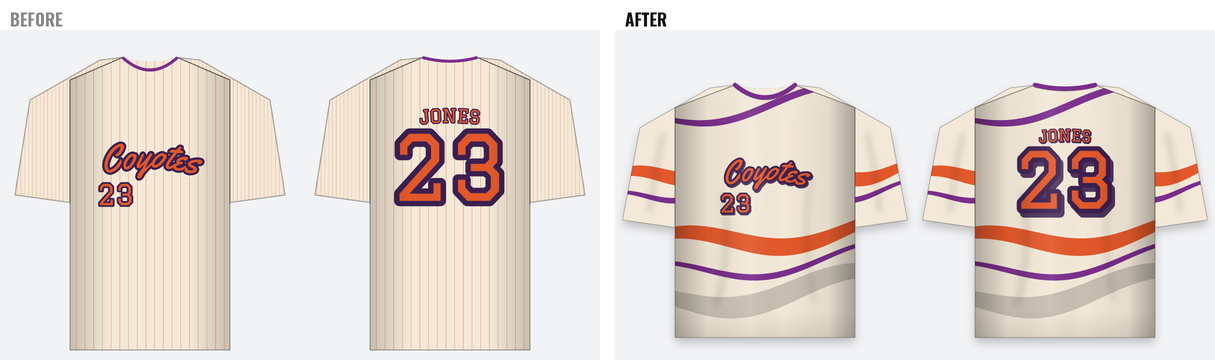 BEFORE
AFTER
Coyotes
23
JONES
23
Coyotes
23
JONES
23